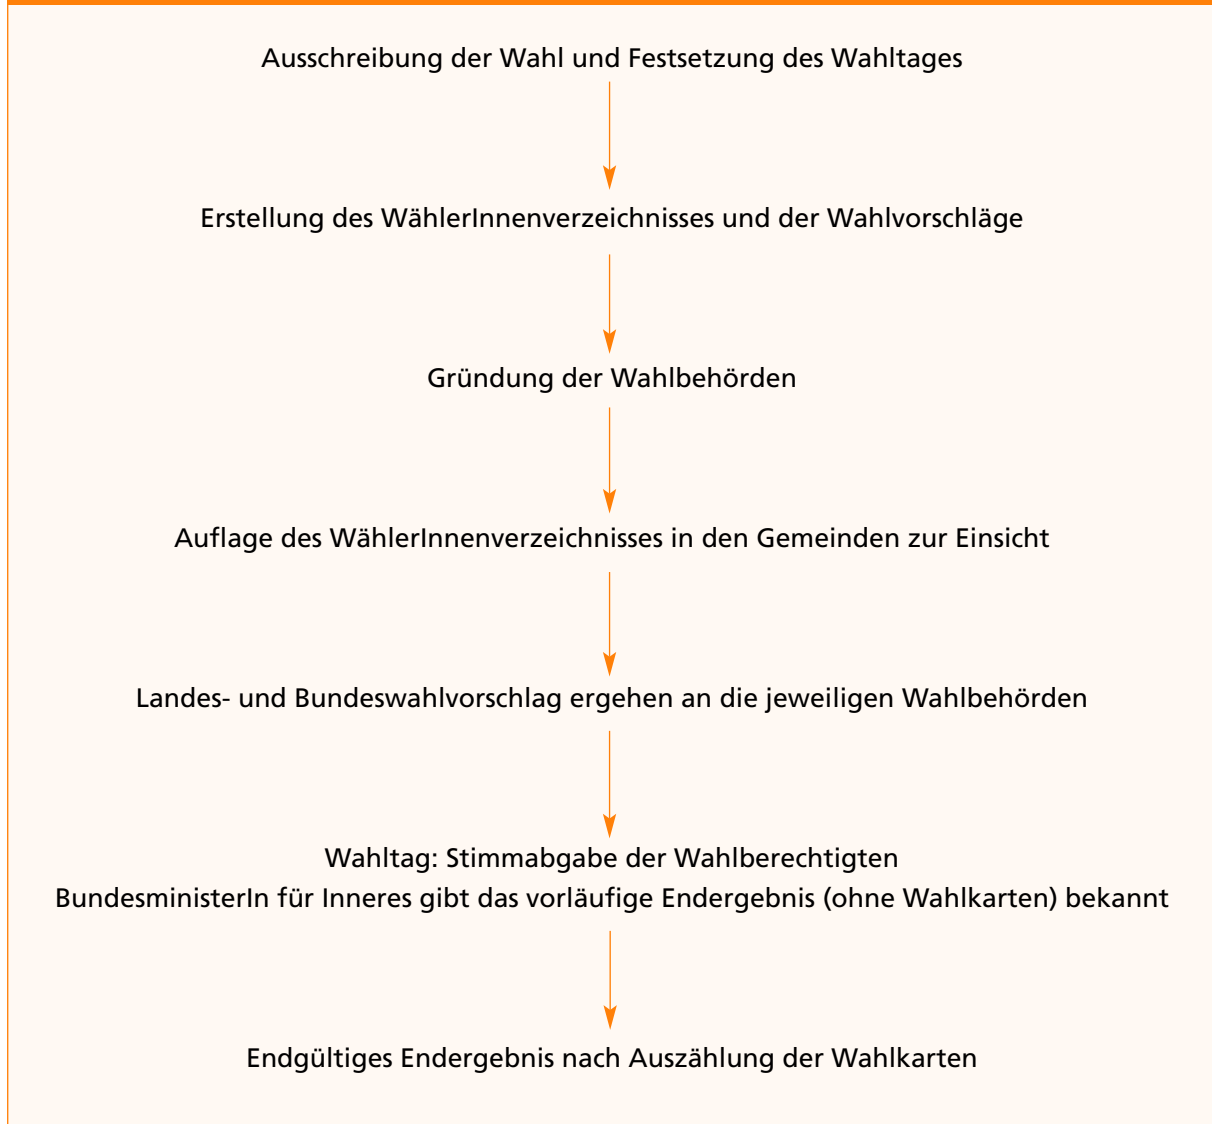 Ausschreibung der Wahl und Festsetzung des Wahltages
Erstellung des WählerInnenverzeichnisses und der Wahlvorschläge
Gründung der Wahlbehörden
Auflage des WählerInnenverzeichnisses in den Gemeinden zur Einsicht
Landes- und Bundeswahlvorschlag ergehen an die jeweiligen Wahlbehörden
Wahltag: Stimmabgabe der Wahlberechtigten
BundesministerIn für Inneres gibt das vorläufige Endergebnis (ohne Wahlkarten) bekannt
Endgültiges Endergebnis nach Auszählung der Wahlkarten